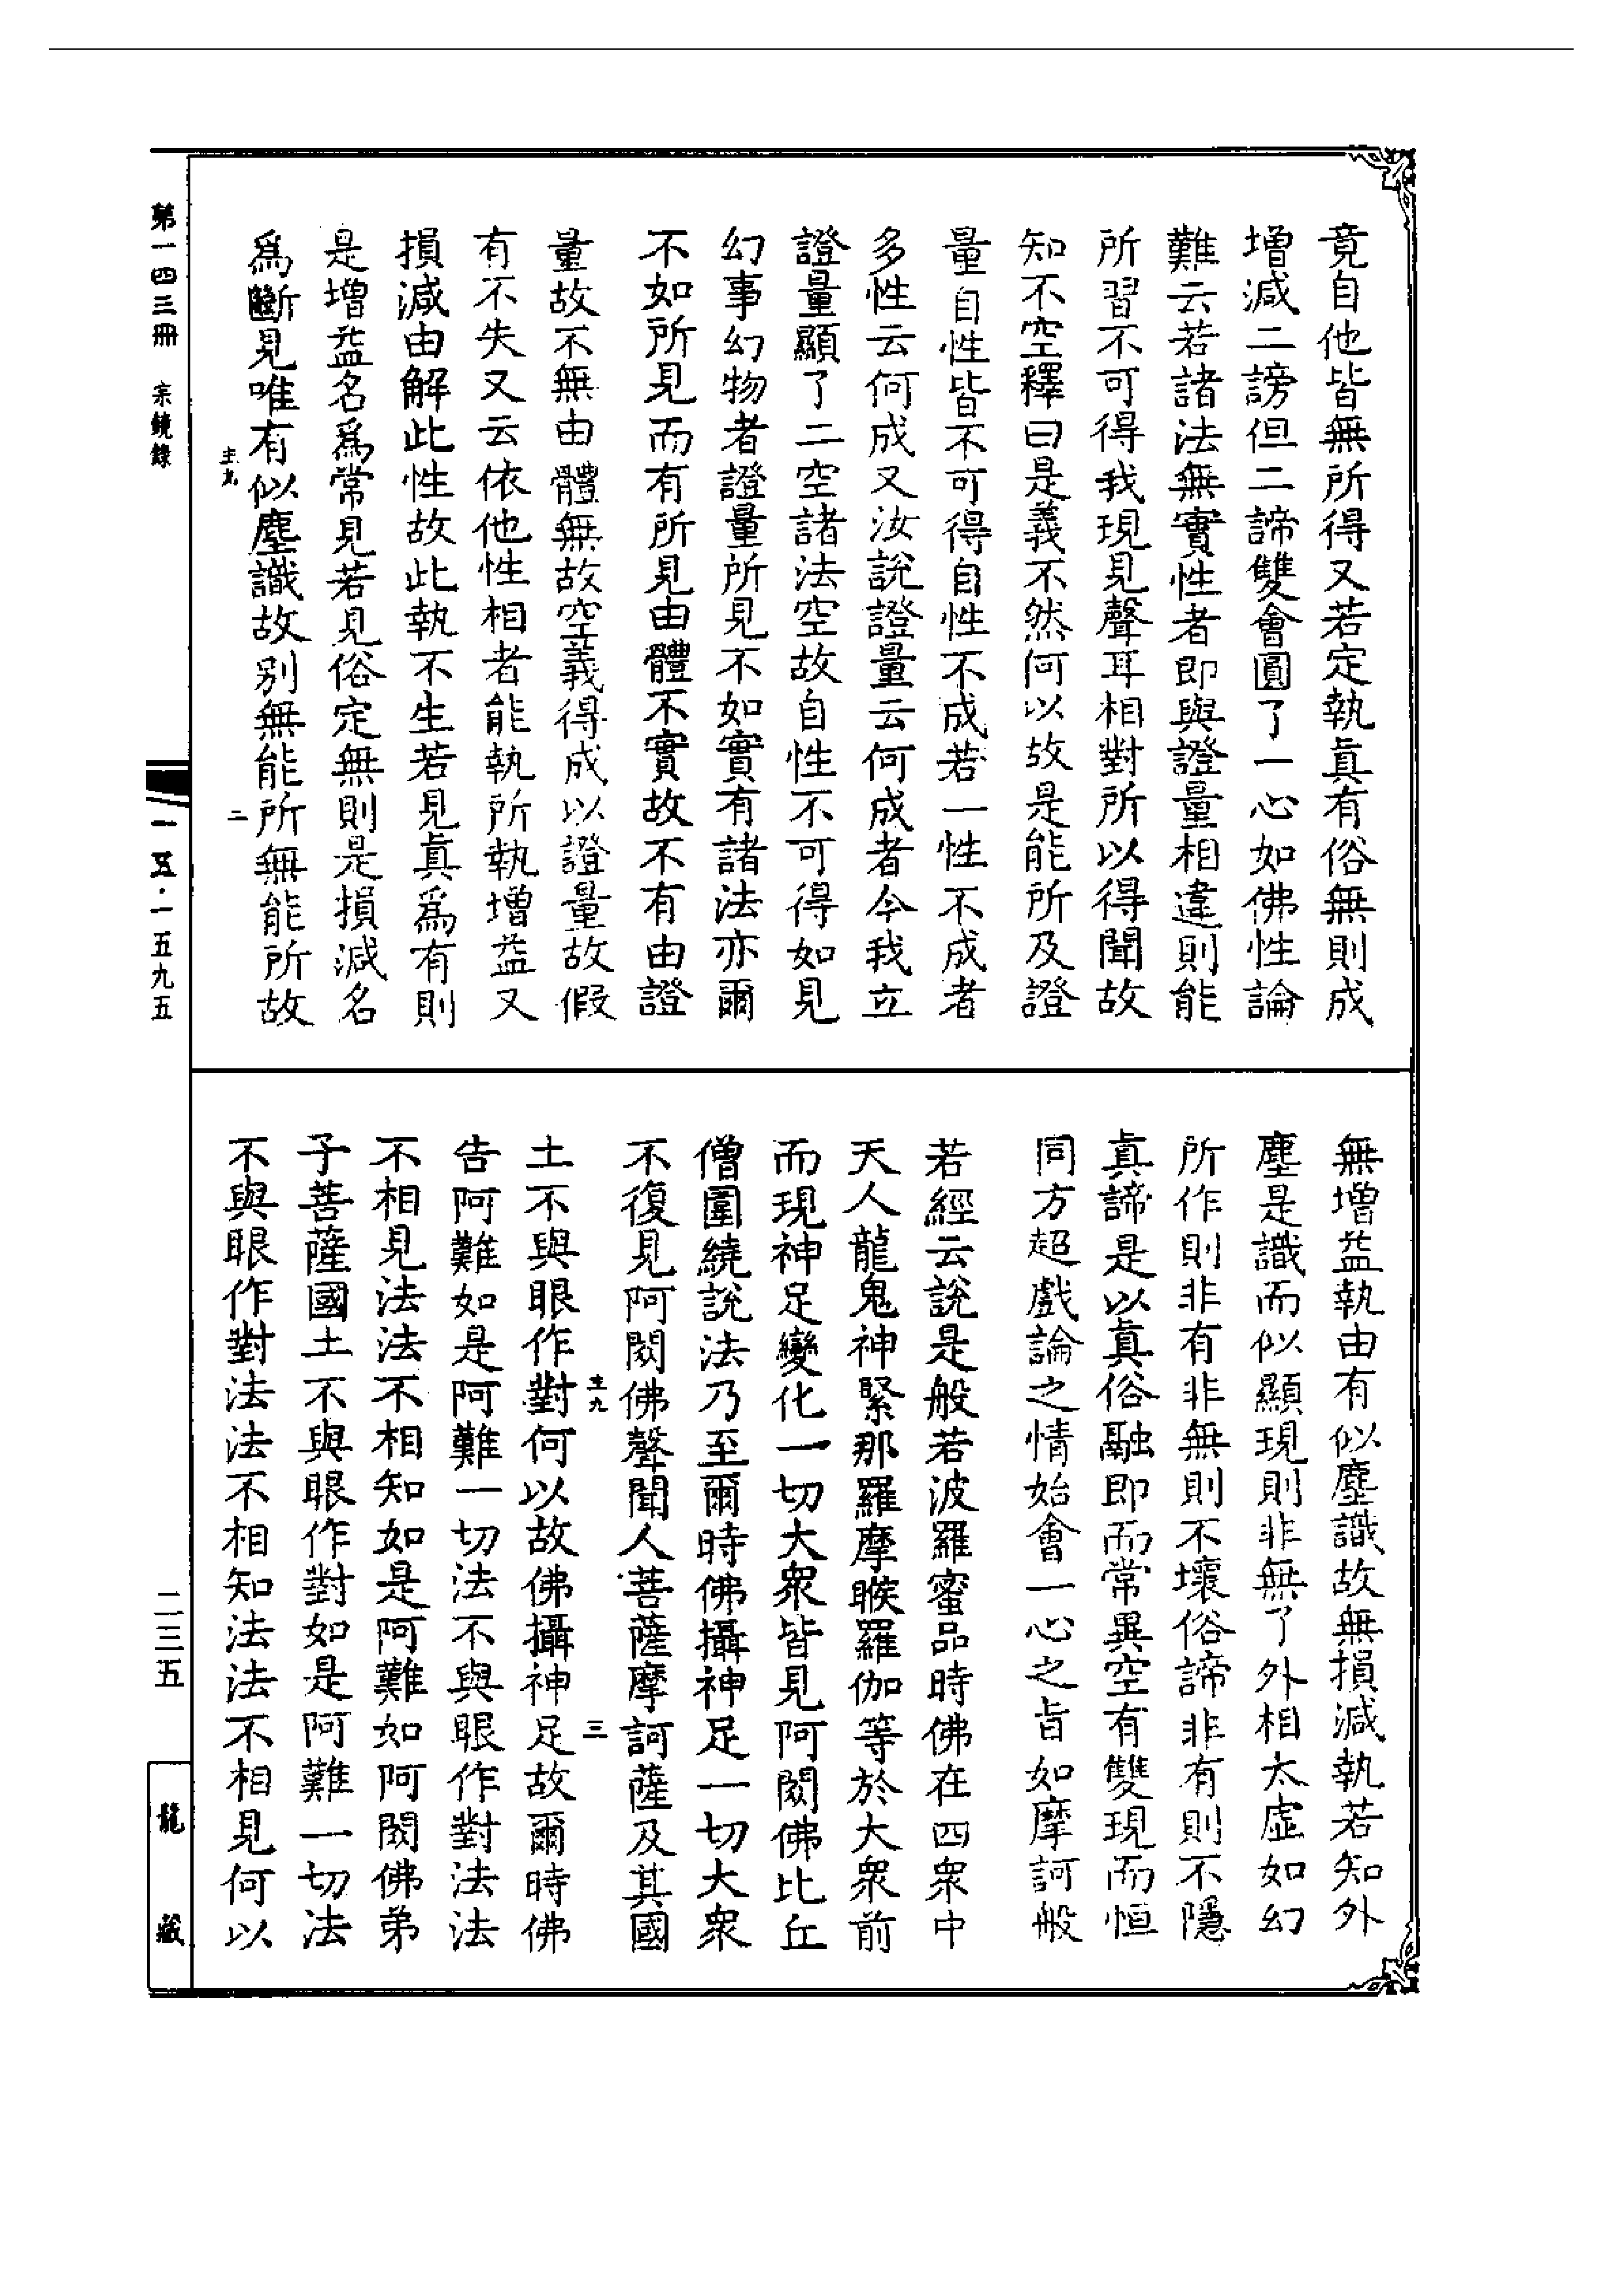 竟自他皆無所得又若定執真有俗無則成
增減二謗但二諦雙會圓了一心如佛性論
難云若諸法無實性者即與證量相違則能
所習不可得我現見聲耳相對所以得聞故
知不空釋曰是義不然何以故是能所及證
量自性皆不可得自性不成若一性不成者
多性云何成又汝說證量云何成者今我立
證量顯了二空諸法空故自性不可得如見
幻事幻物者證量所見不如實有諸法亦爾
不如所見而有所見由體不實故不有由證
量故不無由體無故空義得成以證量故假
有不失又云依他性相者能執所執增益又
損減由解此性故此執不生若見真為有則
是增益名為常見若見俗定無則是損減名
為斷見唯有似塵識故別無能所無能所故
無增益執由有似塵識故無損減執若知外
塵是識而似顯現則非無了外相太虛如幻
所作則非有非無則不壞俗諦非有則不隱
真諦是以真俗融即而常異空有雙現而恒
同方超戲論之情始會一心之旨如摩訶般
若經云說是般若波羅蜜品時佛在四衆中
天人龍鬼神緊那羅摩睺羅伽等於大衆前
而現神足變化一切大衆皆見阿閦佛比丘
僧圍繞說法乃至爾時佛攝神足一切大衆
不復見阿閦佛聲聞人菩薩摩訶薩及其國
土不與眼作對何以故佛攝神足故爾時佛
告阿難如是阿難一切法不與眼作對法法
不相見法法不相知如是阿難如阿閦佛弟
子菩薩國土不與眼作對如是阿難一切法
不與眼作對法法不相知法法不相見何以
主九
二
主九
三
第一四三冊 宗鏡錄
一五·一五九五
二三五
龍藏